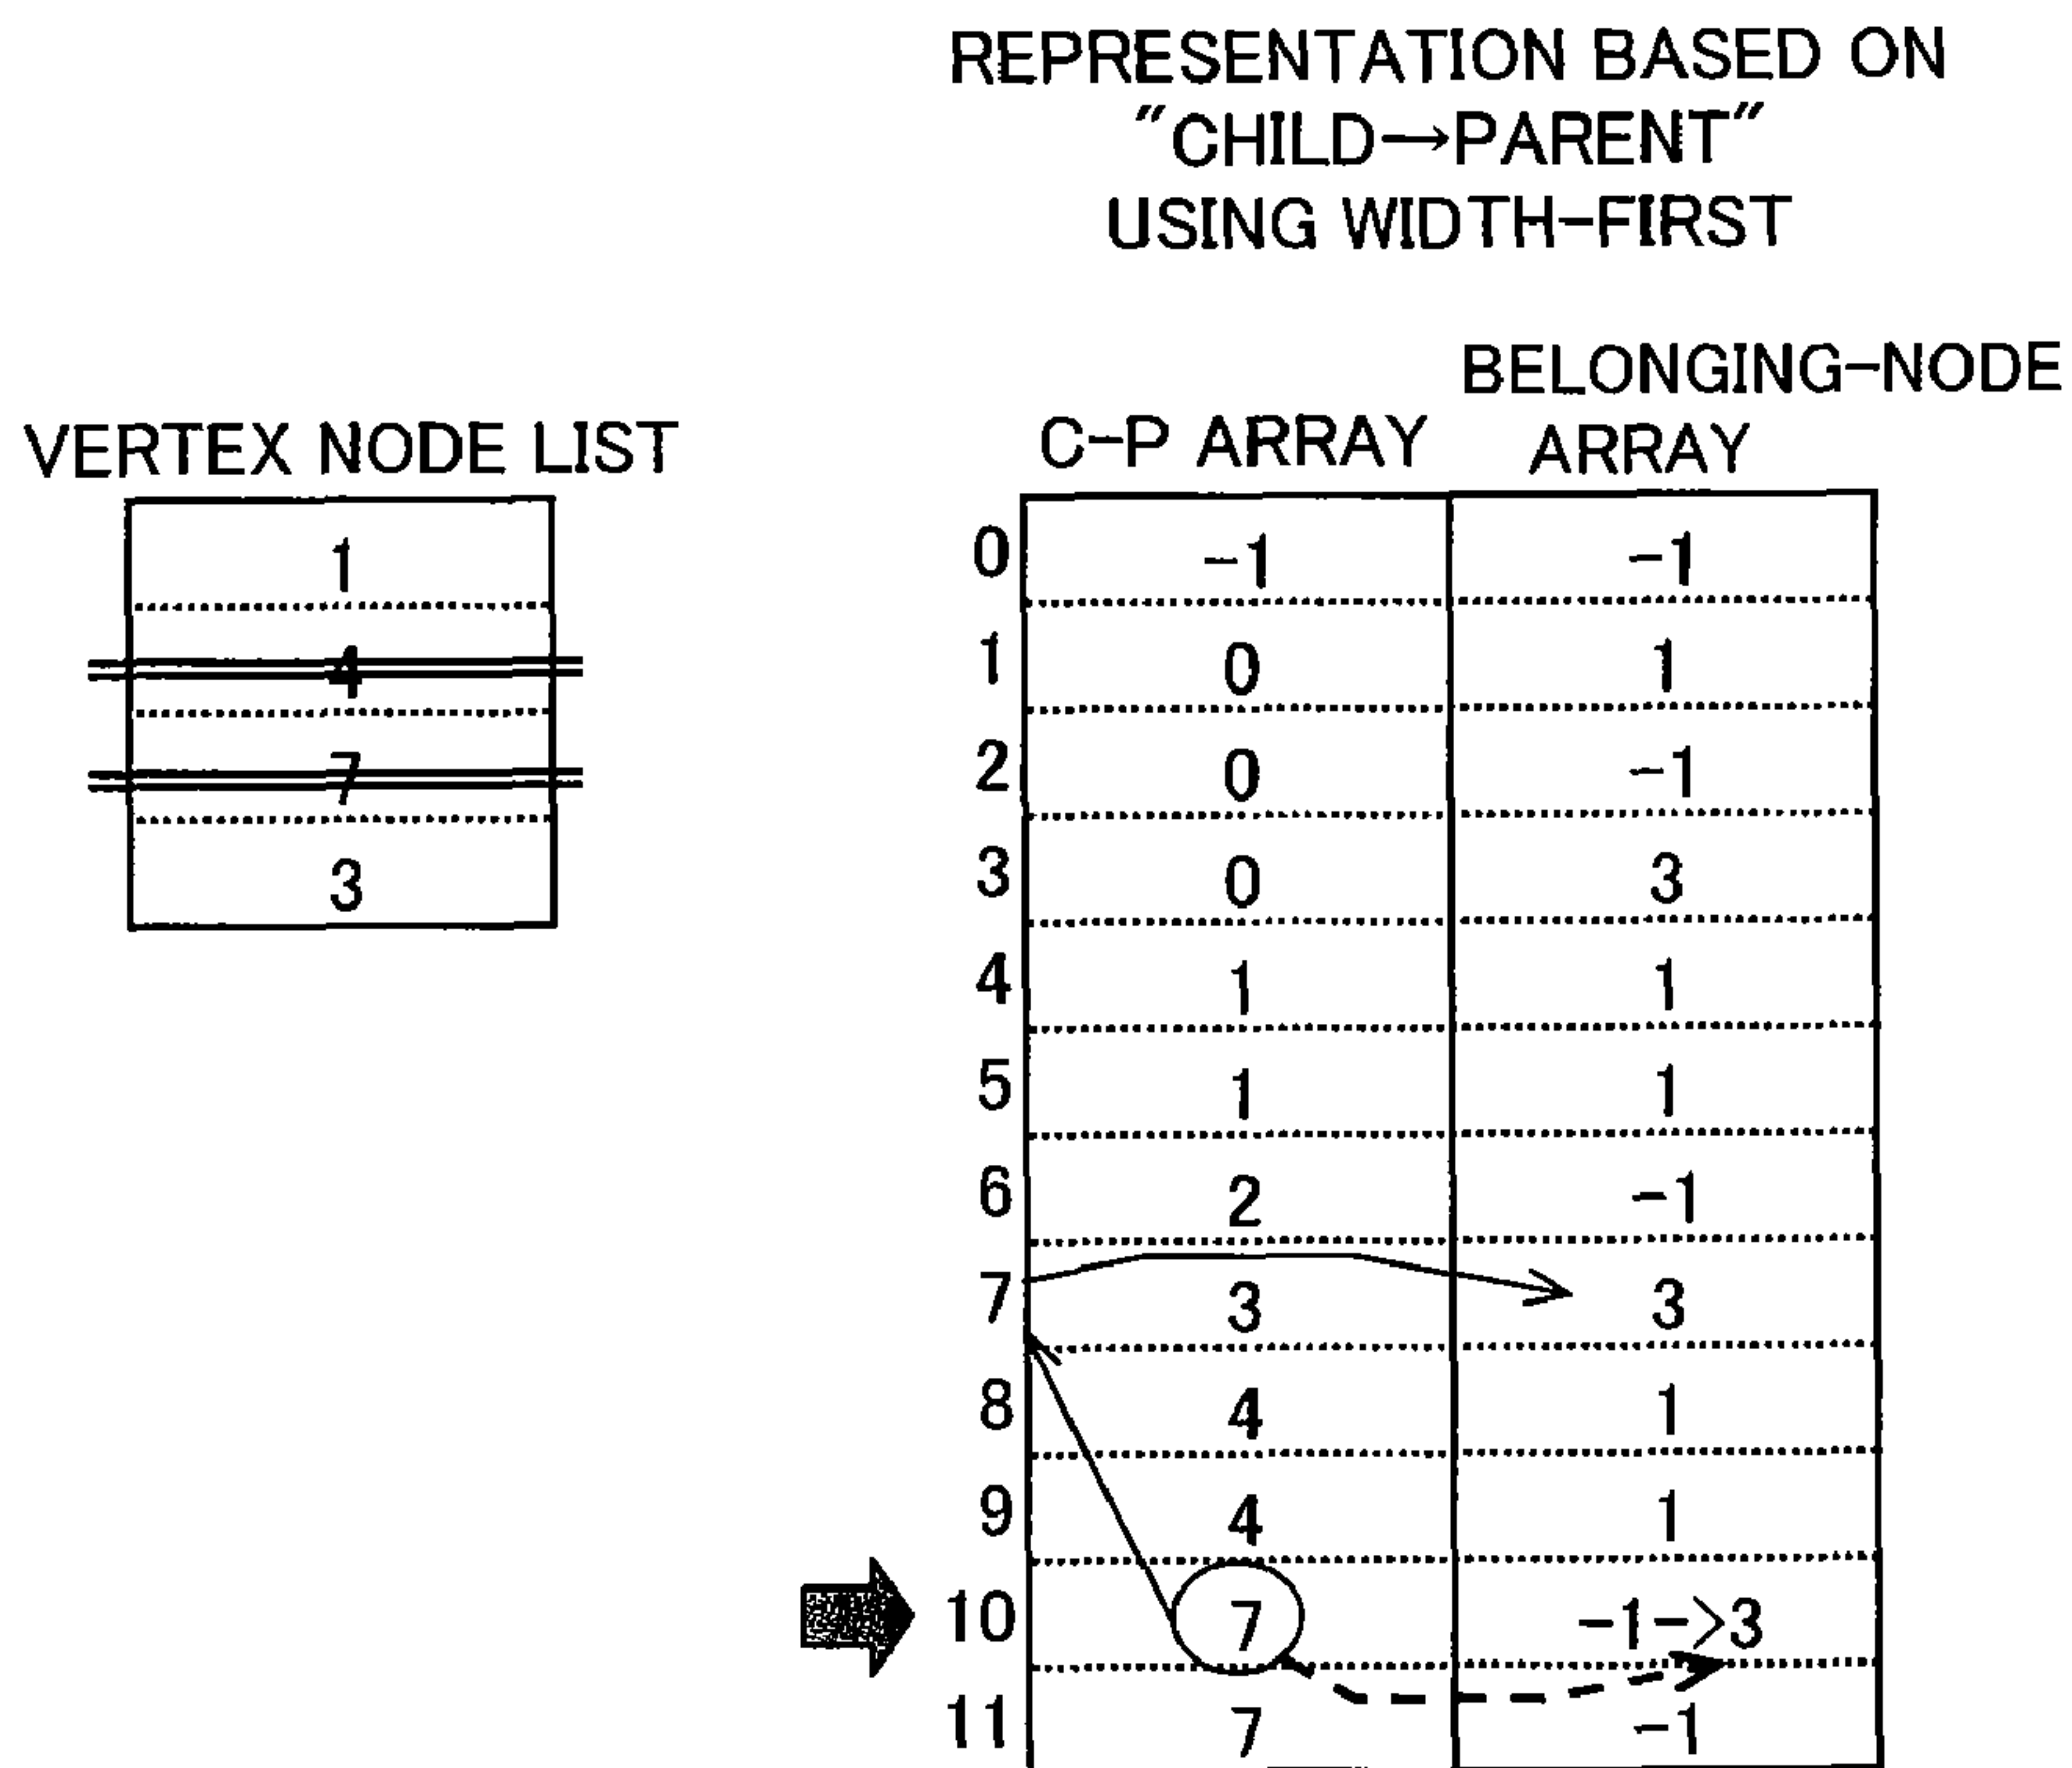 REPRESENTATION BASED ON
"CHILD→PARENT"
USING WIDTH-FIRST
VERTEX NODE LIST
1
4
7
3
C-P ARRAY
BELONGING-NODE
ARRAY
0 -1 -1
1 0 1
2 0 -1
3 0 3
4 1 1
5 1 1
6 2 -1
7 3 3
8 4 1
9 4 1
10 7 -1->3
11 7 -1